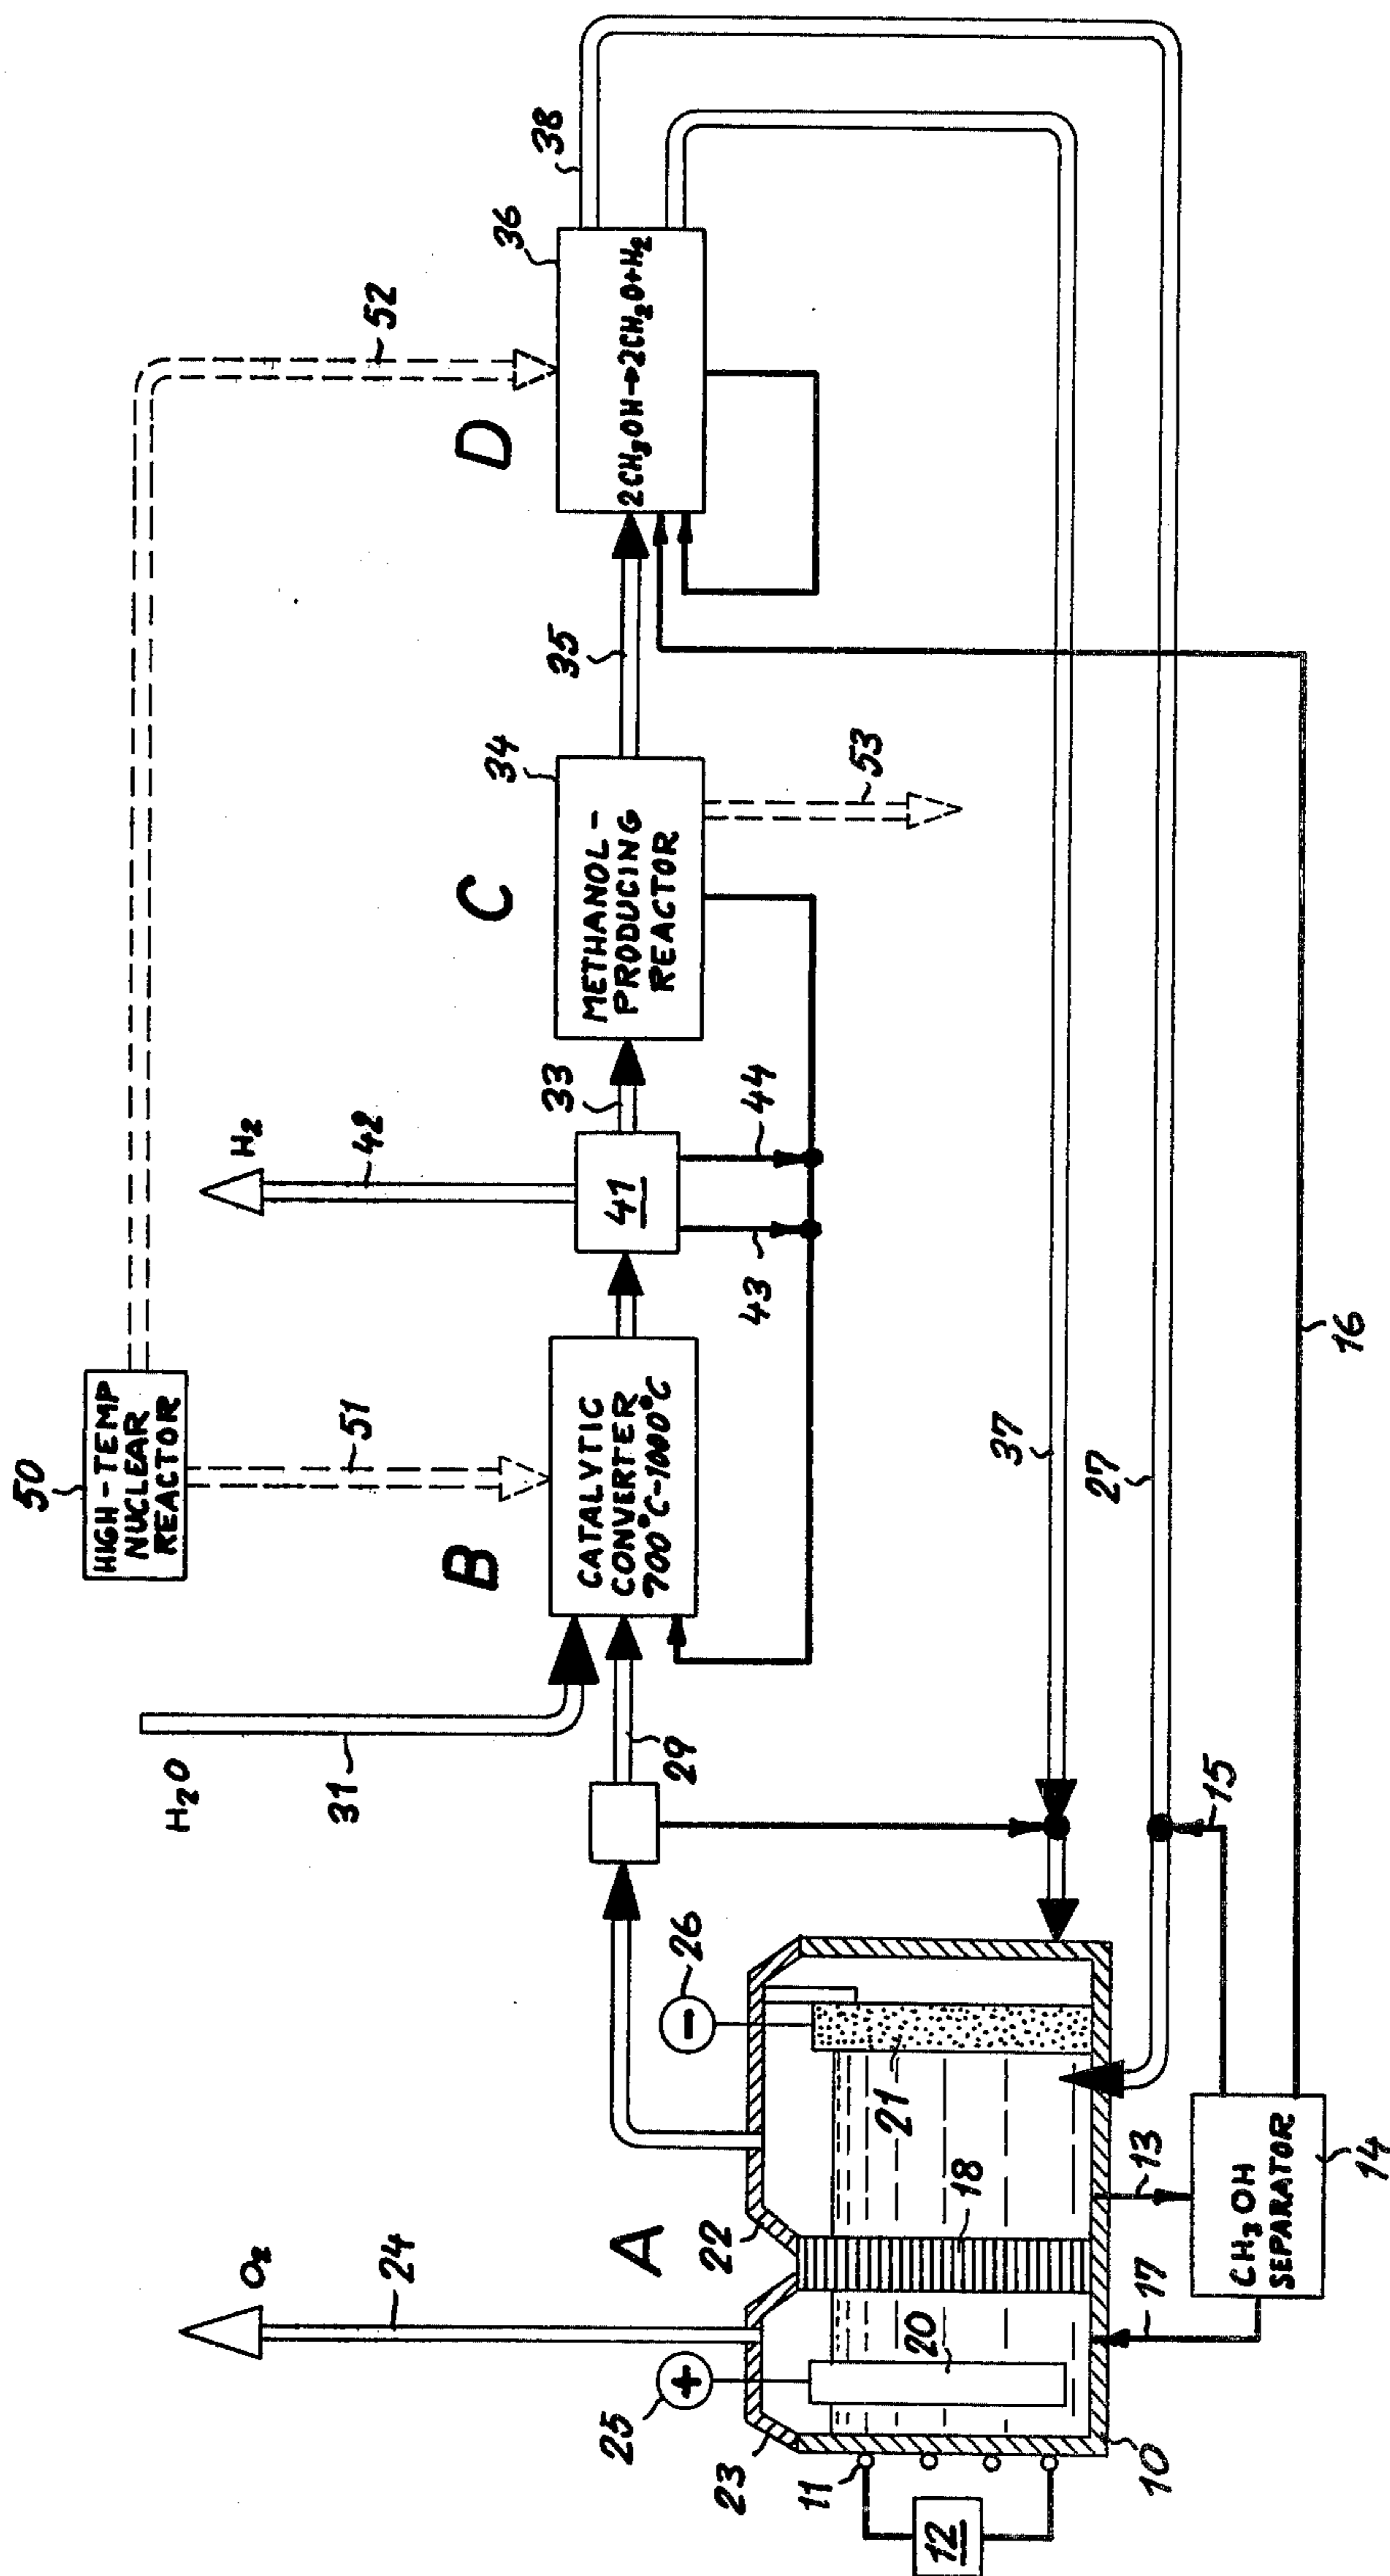 50
HIGH-TEMP
NUCLEAR
REACTOR
51
52
H₂O
31
H₂
42
O₂
24
A
B
C
D
CATALYTIC
CONVERTER
700°C-1000°C
29
41
33
43
44
34
METHANOL-
PRODUCING
REACTOR
53
35
36
2CH₃OH→2CH₂O+H₂
38
37
27
16
15
25
+
26
-
23
22
11
12
20
18
21
10
17
13
CH₃OH
SEPARATOR
14